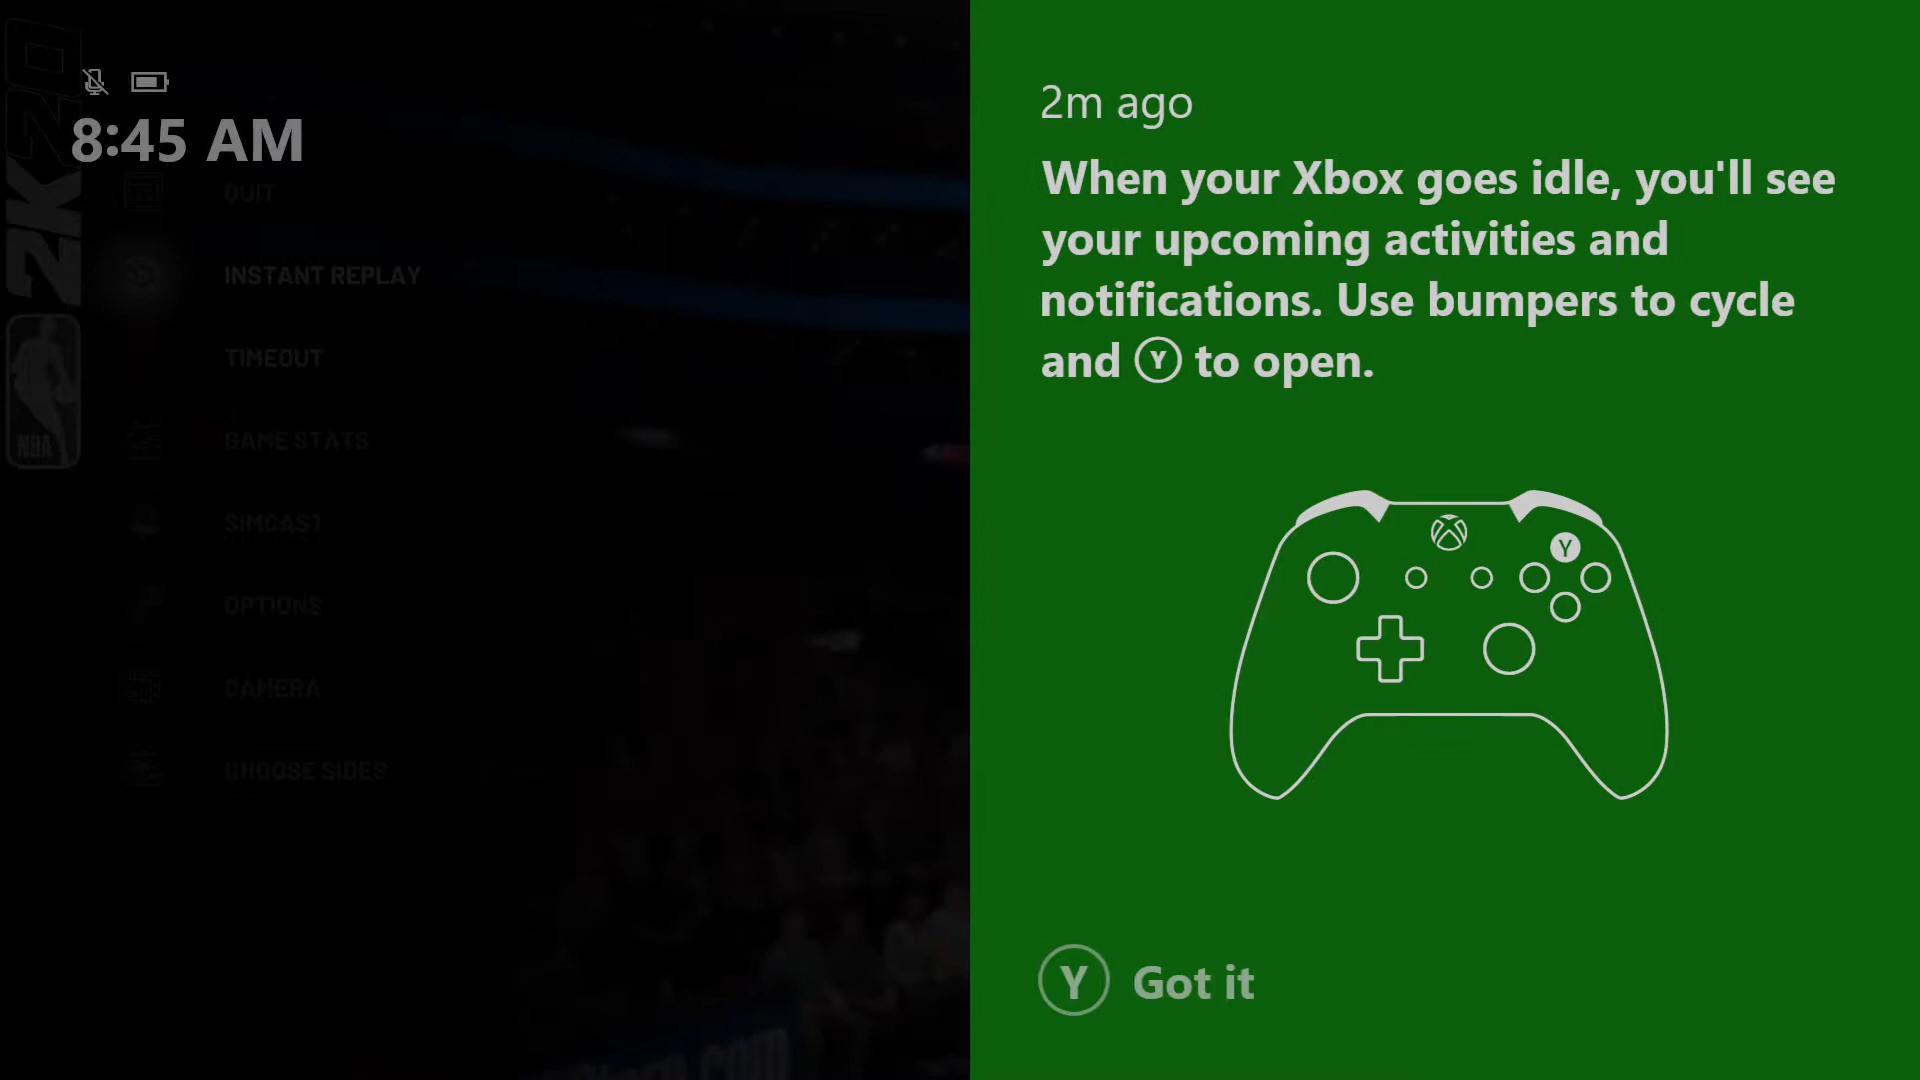 2K20
NBA
8:45 AM
QUIT
INSTANT REPLAY
TIMEOUT
GAME STATS
SIMCAST
OPTIONS
CAMERA
CHOOSE SIDES
2m ago
When your Xbox goes idle, you'll see
your upcoming activities and
notifications. Use bumpers to cycle
and Y to open.
Y
Y Got it